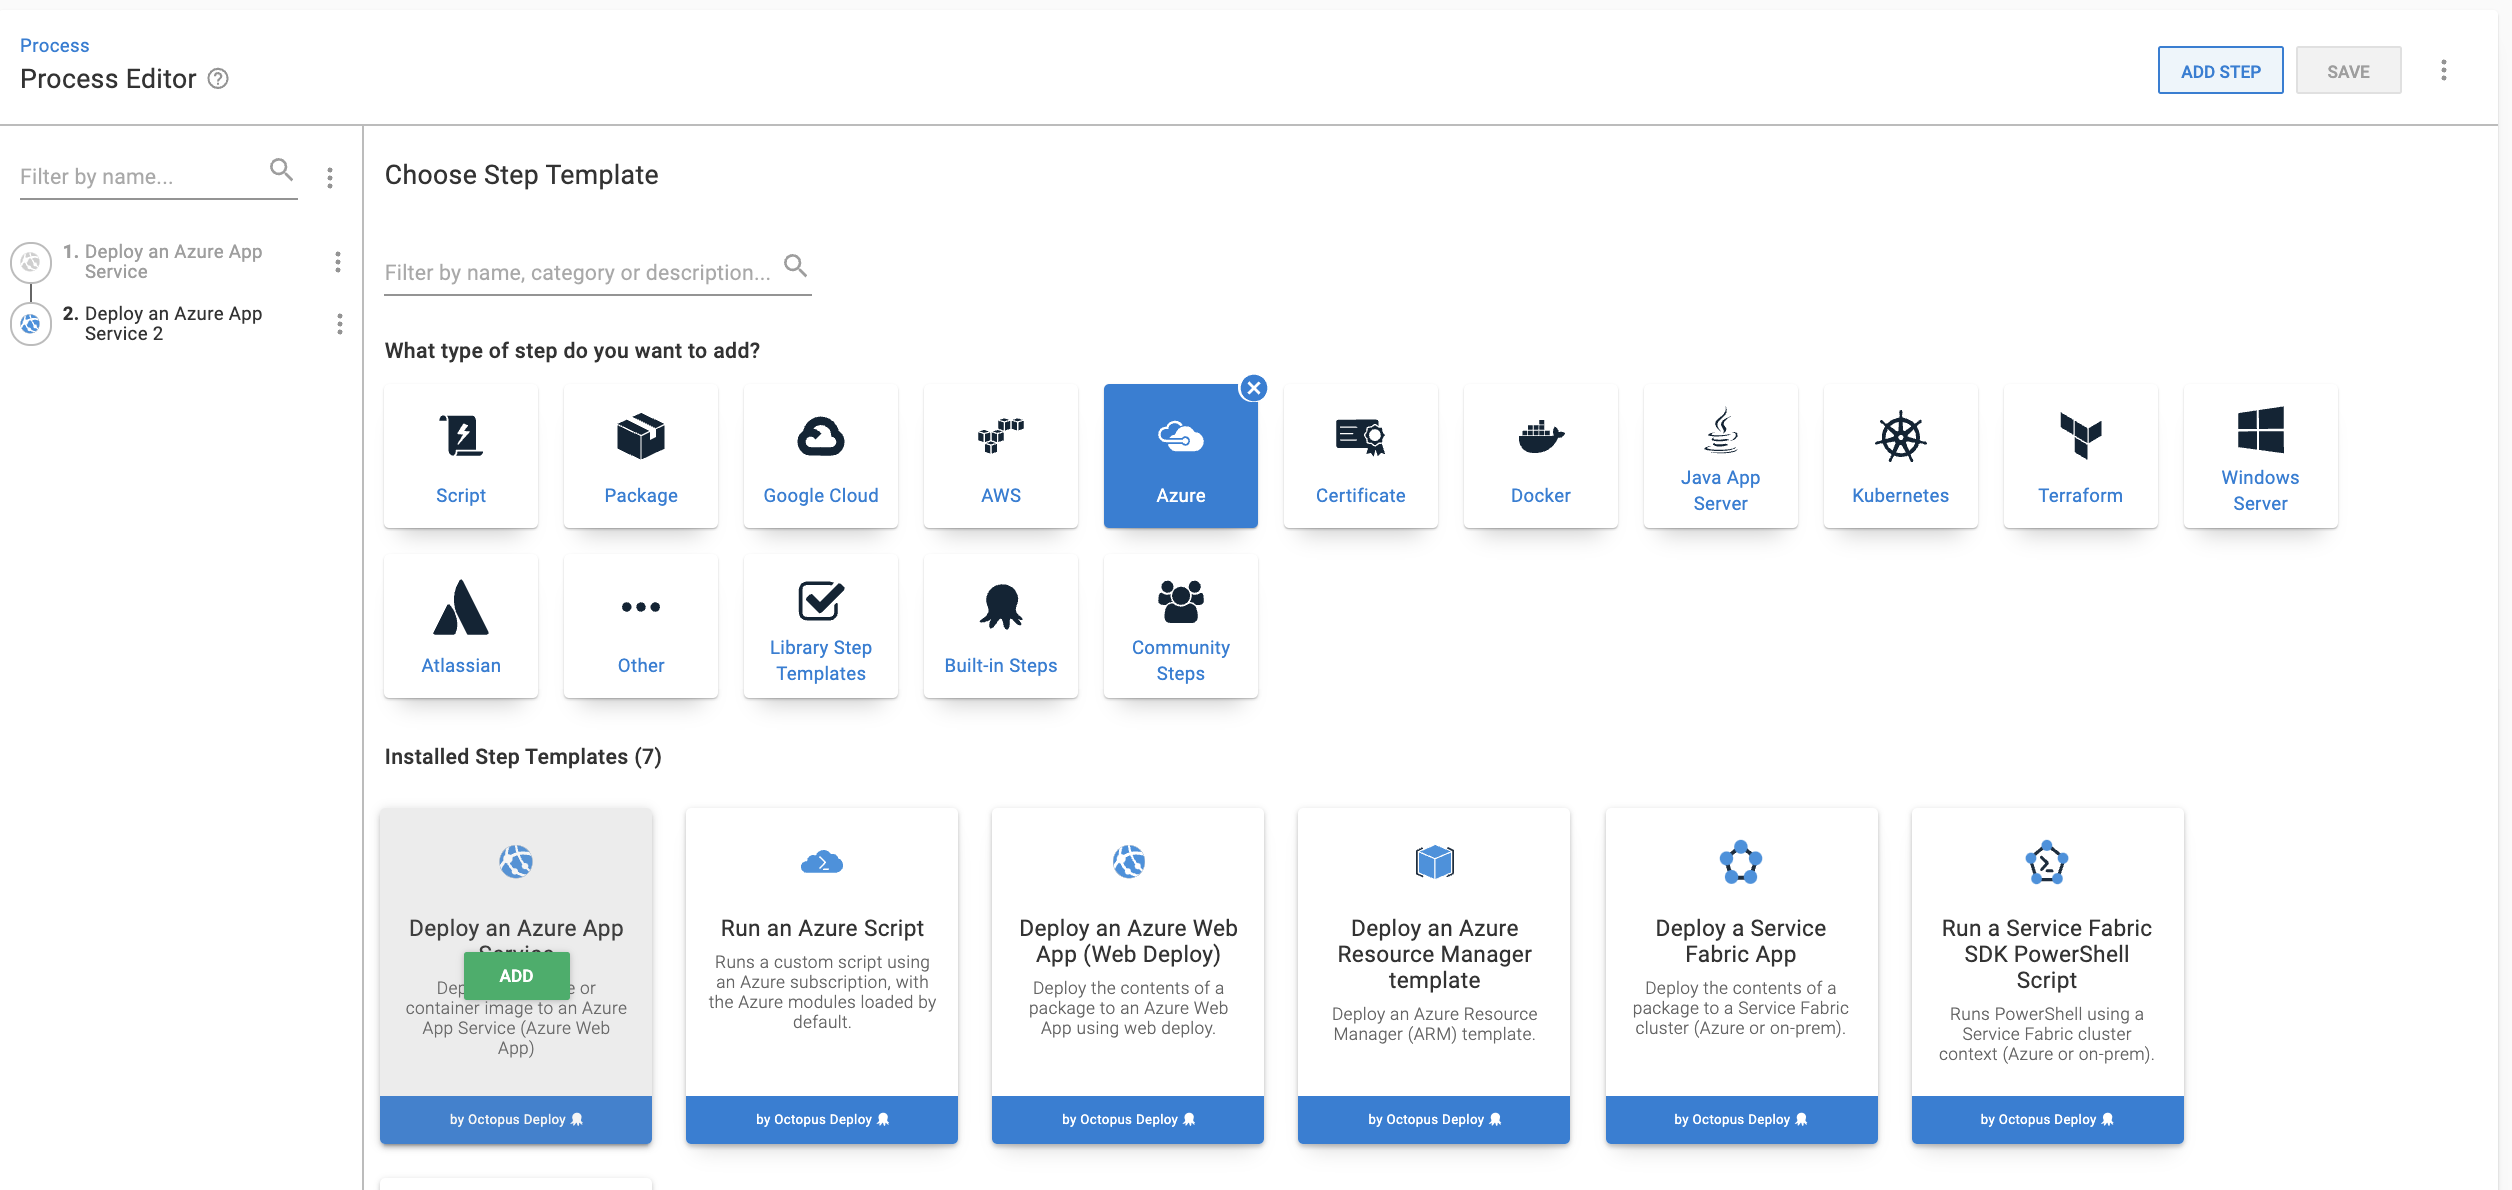 Process
Process Editor
ADD STEP
SAVE
Filter by name...
1. Deploy an Azure App
Service
2. Deploy an Azure App
Service 2
Choose Step Template
Filter by name, category or description...
What type of step do you want to add?
Script
Package
Google Cloud
AWS
Azure
Certificate
Docker
Java App
Server
Kubernetes
Terraform
Windows
Server
Atlassian
Other
Library Step
Templates
Built-in Steps
Community
Steps
Installed Step Templates (7)
Deploy an Azure App
Service
ADD
or
container image to an Azure
App Service (Azure Web
App)
by Octopus Deploy
Run an Azure Script
Runs a custom script using
an Azure subscription, with
the Azure modules loaded by
default.
by Octopus Deploy
Deploy an Azure Web
App (Web Deploy)
Deploy the contents of a
package to an Azure Web
App using web deploy.
by Octopus Deploy
Deploy an Azure
Resource Manager
template
Deploy an Azure Resource
Manager (ARM) template.
by Octopus Deploy
Deploy a Service
Fabric App
Deploy the contents of a
package to a Service Fabric
cluster (Azure or on-prem).
by Octopus Deploy
Run a Service Fabric
SDK PowerShell
Script
Runs PowerShell using a
Service Fabric cluster
context (Azure or on-prem).
by Octopus Deploy